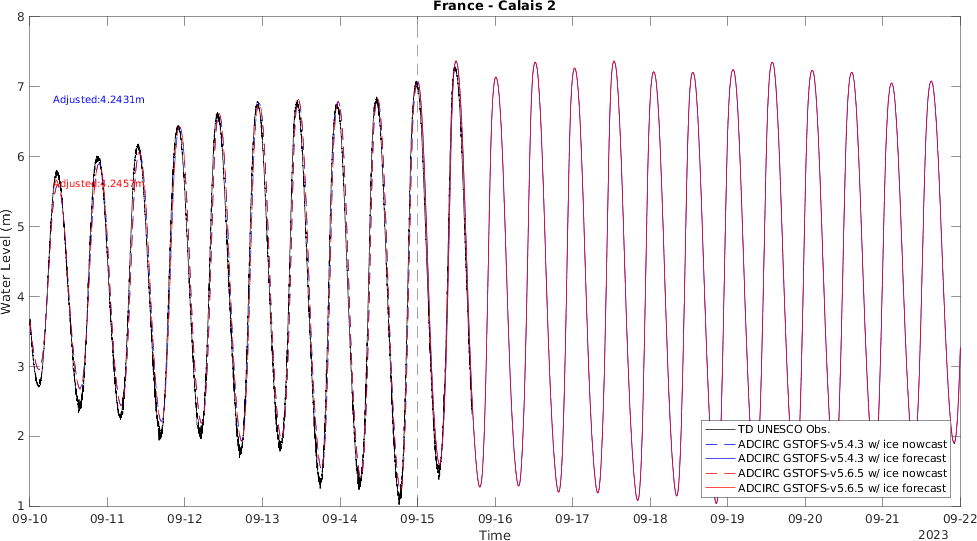 France - Calais 2
8
7
6
5
4
3
2
1
Water Level (m)
Adjusted:4.2431m
Adjusted:4.2457m
TD UNESCO Obs.
ADCIRC GSTOFS-v5.4.3 w/ ice nowcast
ADCIRC GSTOFS-v5.4.3 w/ ice forecast
ADCIRC GSTOFS-v5.6.5 w/ ice nowcast
ADCIRC GSTOFS-v5.6.5 w/ ice forecast
09-10 09-11 09-12 09-13 09-14 09-15 09-16 09-17 09-18 09-19 09-20 09-21 09-22
Time
2023